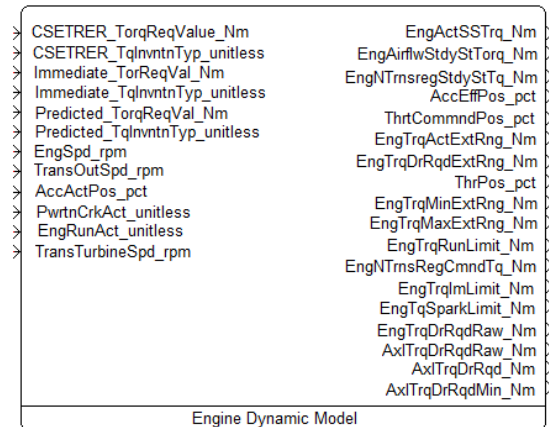 CSETRER_TorqReqValue_Nm
CSETRER_TqInvntnTyp_unitless
Immediate_TorReqVal_Nm
Immediate_TqInvntnTyp_unitless
Predicted_TorqReqVal_Nm
Predicted_TqInvntnTyp_unitless
EngSpd_rpm
TransOutSpd_rpm
AccActPos_pct
PwrtnCrkAct_unitless
EngRunAct_unitless
TransTurbineSpd_rpm
EngActSSTrq_Nm
EngAirflwStdyStTorq_Nm
EngNTrnsregStdyStTq_Nm
AccEffPos_pct
ThrtCommndPos_pct
EngTrqActExtRng_Nm
EngTrqDrRqdExtRng_Nm
ThrPos_pct
EngTrqMinExtRng_Nm
EngTrqMaxExtRng_Nm
EngTrqRunLimit_Nm
EngNTrnsRegCmndTq_Nm
EngTrqImLimit_Nm
EngTqSparkLimit_Nm
EngTrqDrRqdRaw_Nm
AxlTrqDrRqdRaw_Nm
AxlTrqDrRqd_Nm
AxlTrqDrRqdMin_Nm
Engine Dynamic Model